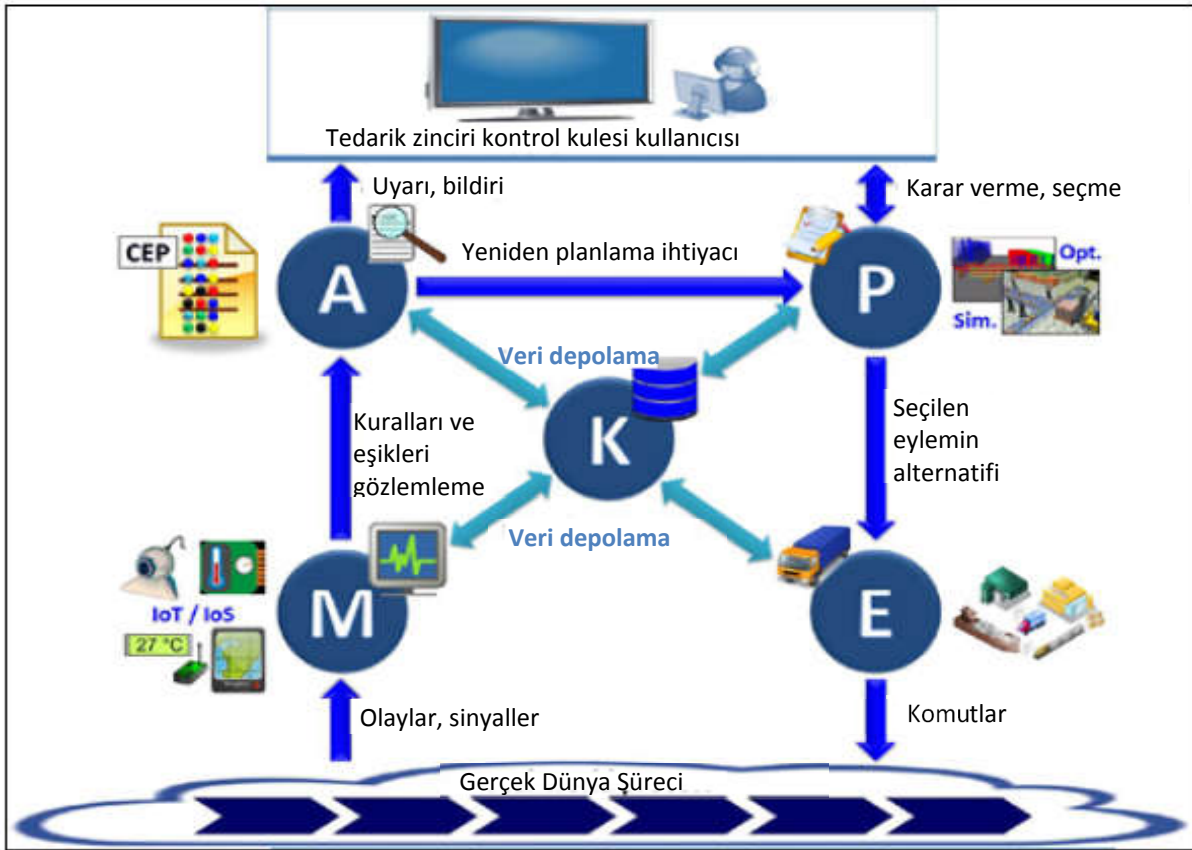 Tedarik zinciri kontrol kulesi kullanıcısı
Uyarı, bildiri
Karar verme, seçme
CEP
A
Yeniden planlama ihtiyacı
P
Opt.
Sim.
Veri depolama
K
Kuralları ve
eşikleri
gözlemleme
Seçilen
eylemin
alternatifi
Veri depolama
IoT / IoS
27 °C
M
E
Olaylar, sinyaller
Komutlar
Gerçek Dünya Süreci